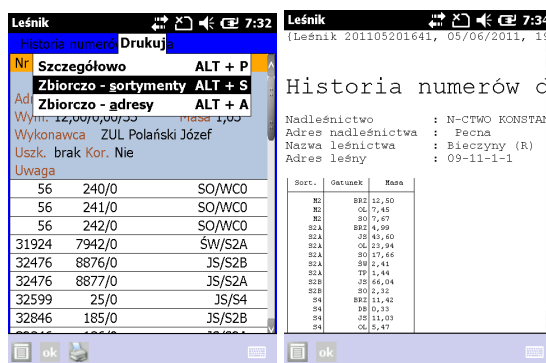 Leśnik 7:32
Historia numerów Drukuj
Nr
Szczegółowo ALT + P
Zbiorczo - sortymenty ALT + S
Zbiorczo - adresy ALT + A
Wym. 12,00/0,00/35 Masa 1,05
Wykonawca ZUL Polański Józef
Uszk. brak Kor. Nie
Uwaga
56 240/0 SO/WC0
56 241/0 SO/WC0
56 242/0 SO/WC0
31924 7942/0 ŚW/S2A
32476 8876/0 JS/S2B
32476 8877/0 JS/S2A
32599 25/0 JS/S4
32846 185/0 JS/S2B
ok
Leśnik 7:34
{Leśnik 201105201641, 05/06/2011, 19
Historia numerów d
Nadleśnictwo : N-CTWO KONSTAN
Adres nadleśnictwa : Pecna
Nazwa leśnictwa : Bieczyny (R)
Adres leśny : 09-11-1-1
Sort. Gatunek Masa
M2 BRZ 12,50
M2 OL 7,45
M2 SO 7,67
S2A BRZ 4,99
S2A JS 43,60
S2A OL 23,94
S2A SO 17,66
S2A ŚW 2,41
S2A TP 1,44
S2B JS 66,04
S2B SO 2,32
S4 BRZ 11,42
S4 DB 0,33
S4 JS 11,03
S4 OL 5,47
ok